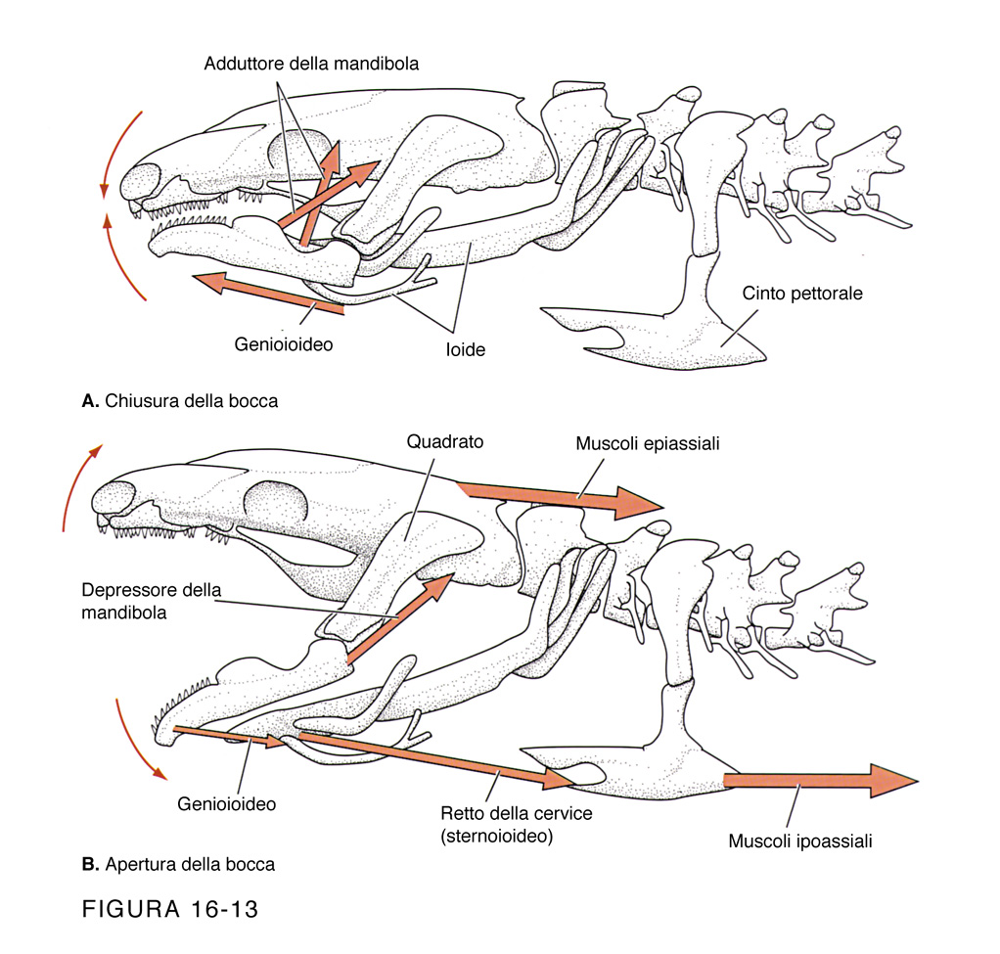 Adduttore della mandibola
Cinto pettorale
Genioioideo
Ioide
A. Chiusura della bocca
Quadrato
Muscoli epiassiali
Depressore della
mandibola
Genioioideo
Retto della cervice
(sternoioideo)
Muscoli ipoassiali
B. Apertura della bocca
FIGURA 16-13